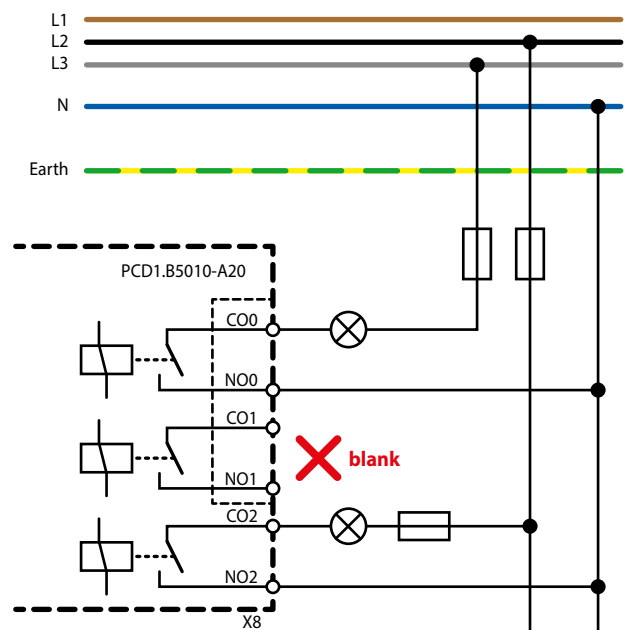 L1
L2
L3
N
Earth
PCD1.B5010-A20
CO0
NO0
CO1
blank
NO1
CO2
NO2
X8